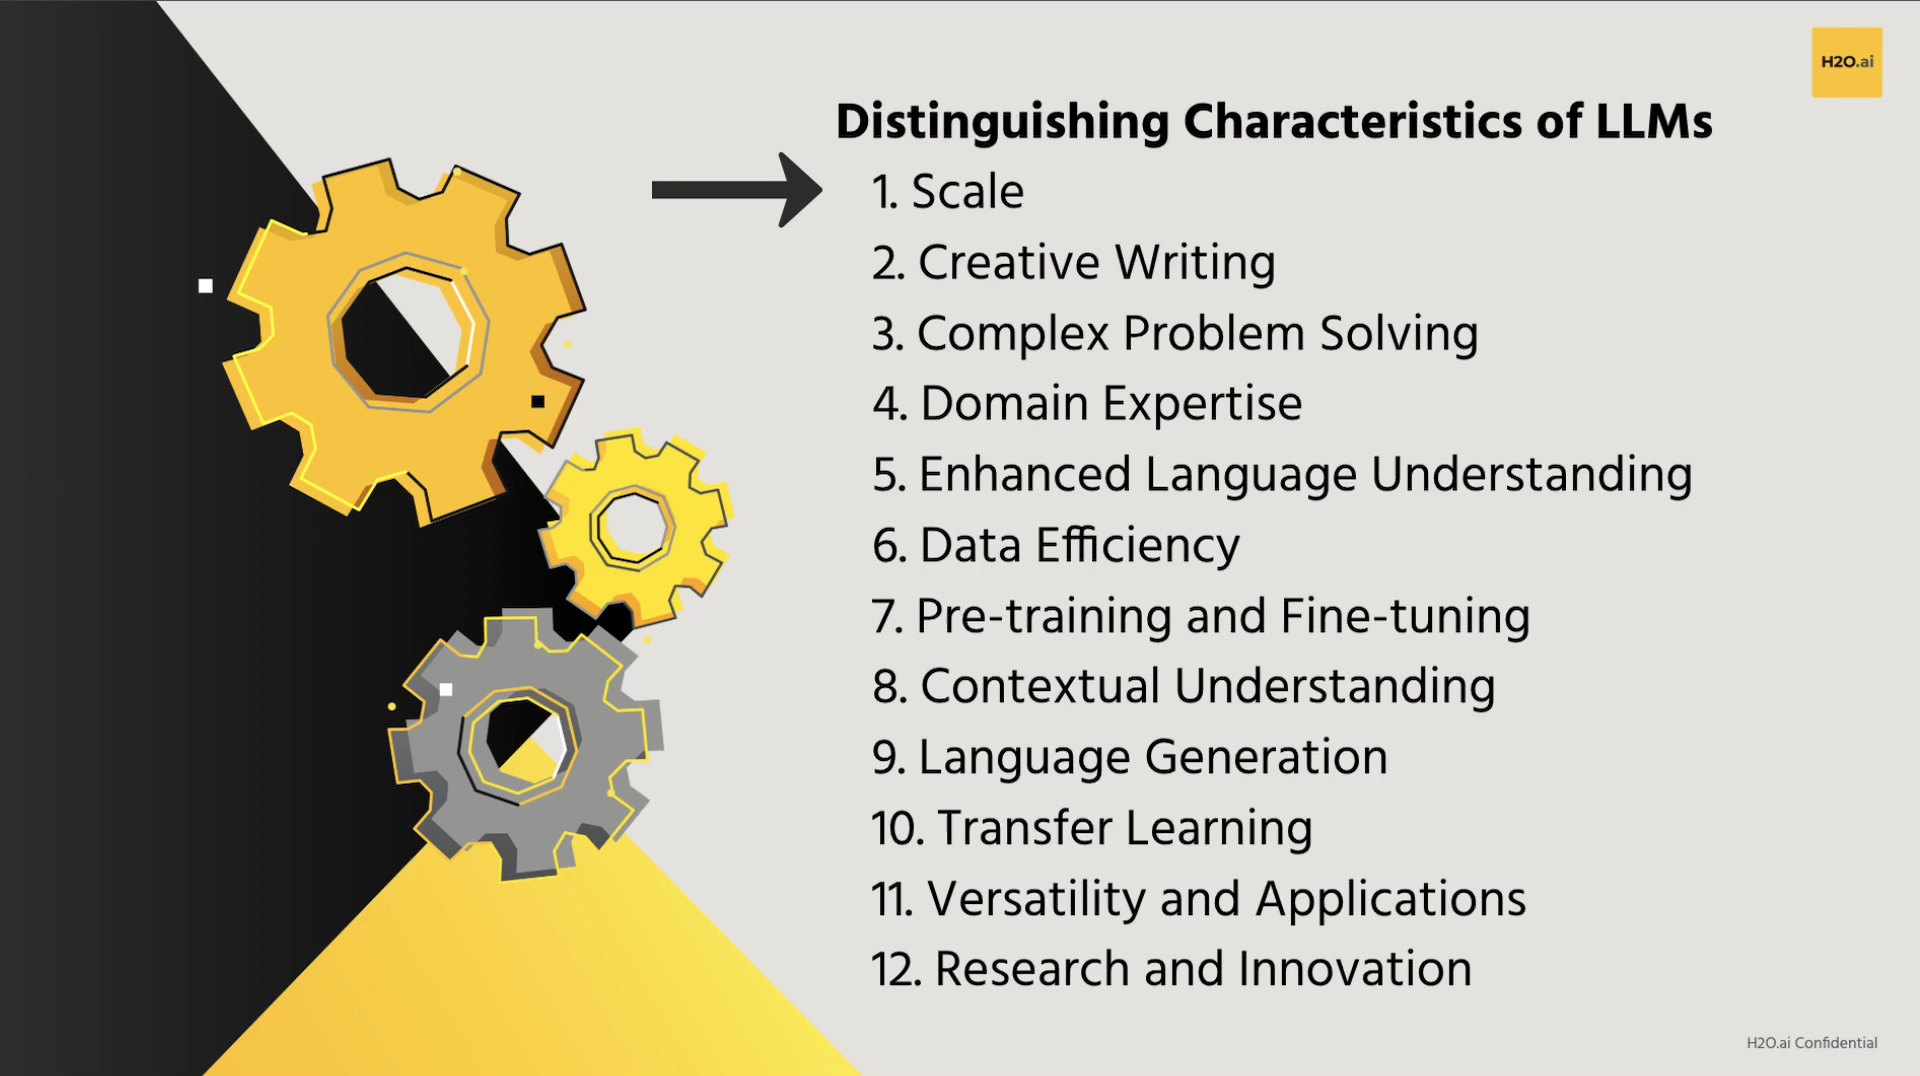 H2O.ai
Distinguishing Characteristics of LLMs
1. Scale
2. Creative Writing
3. Complex Problem Solving
4. Domain Expertise
5. Enhanced Language Understanding
6. Data Efficiency
7. Pre-training and Fine-tuning
8. Contextual Understanding
9. Language Generation
10. Transfer Learning
11. Versatility and Applications
12. Research and Innovation
H2O.ai Confidential